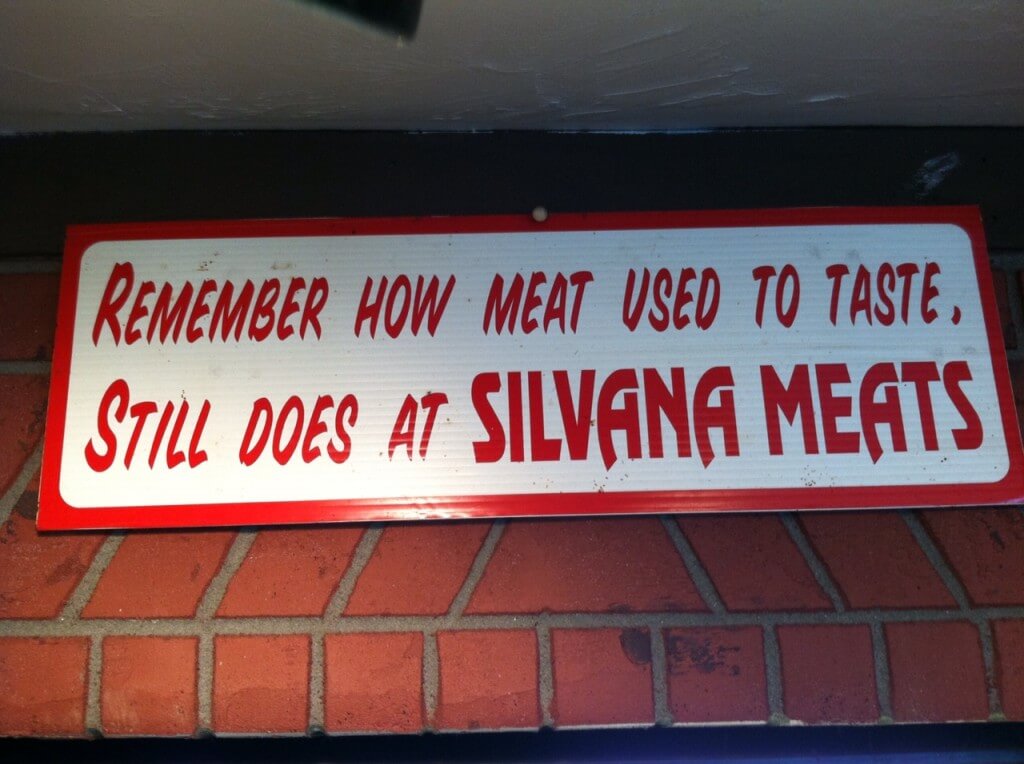 REMEMBER HOW MEAT USED TO TASTE,
STILL DOES AT SILVANA MEATS